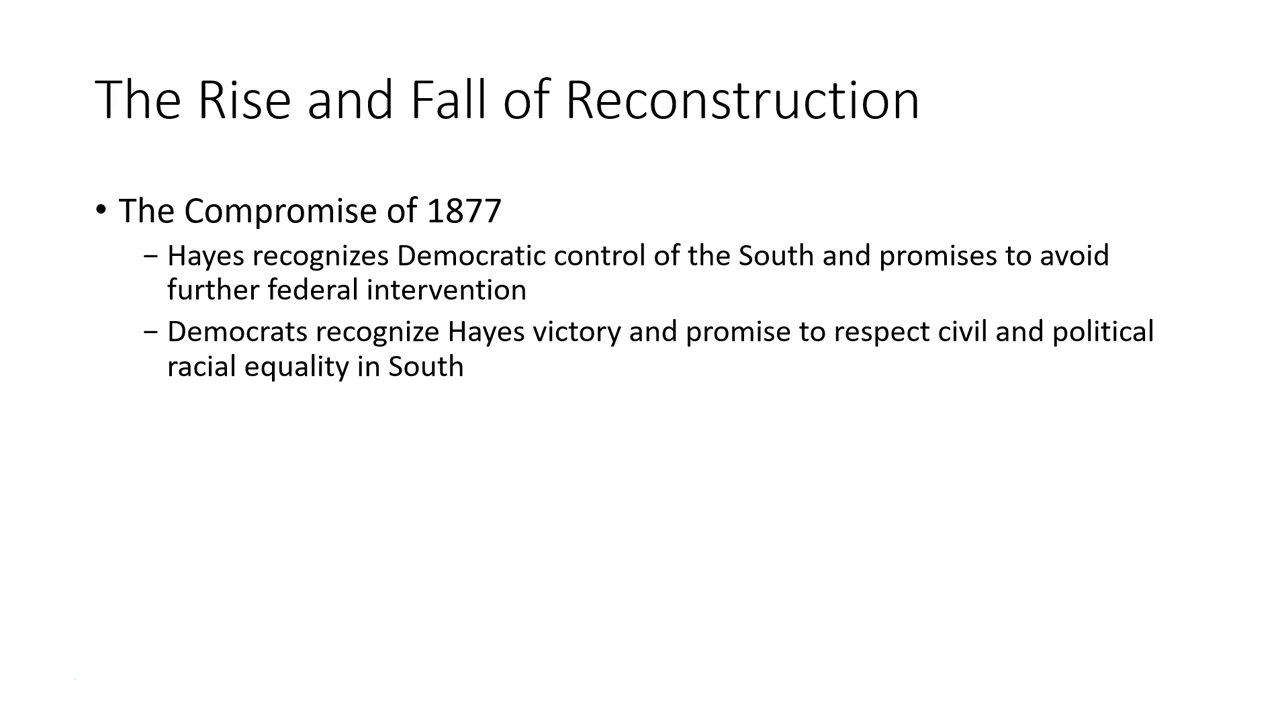 The Rise and Fall of Reconstruction
• The Compromise of 1877
– Hayes recognizes Democratic control of the South and promises to avoid
further federal intervention
– Democrats recognize Hayes victory and promise to respect civil and political
racial equality in South